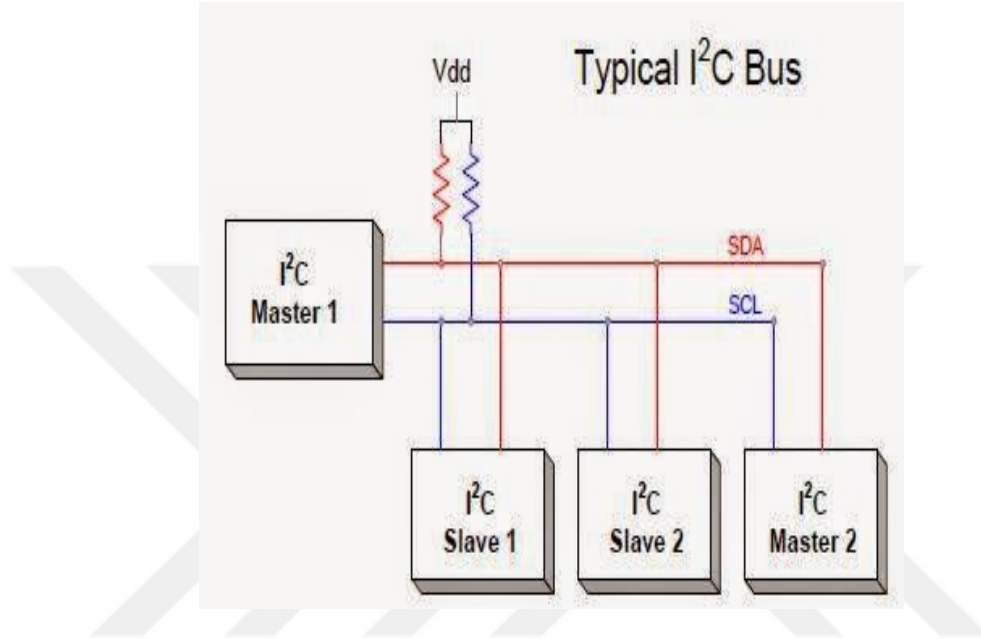 Typical I²C Bus
Vdd
SDA
SCL
I²C
Master 1
I²C
Slave 1
I²C
Slave 2
I²C
Master 2